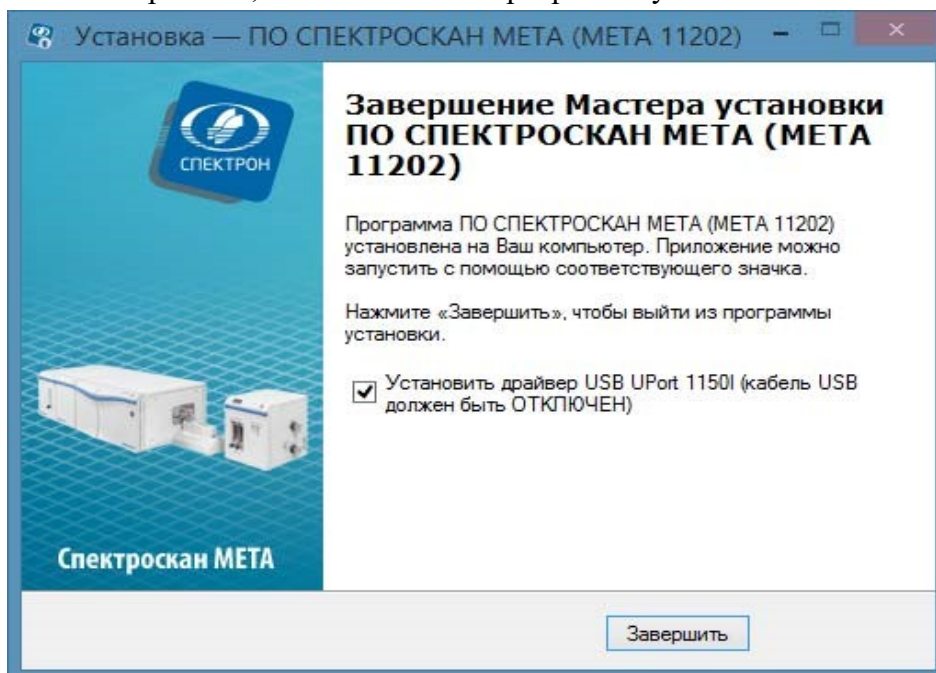 Установка — ПО СПЕКТРОСКАН МЕТА (МЕТА 11202)
СПЕКТРОН
Завершение Мастера установки
ПО СПЕКТРОСКАН МЕТА (МЕТА
11202)
Программа ПО СПЕКТРОСКАН МЕТА (МЕТА 11202)
установлена на Ваш компьютер. Приложение можно
запустить с помощью соответствующего значка.
Нажмите «Завершить», чтобы выйти из программы
установки.
Установить драйвер USB UPort 1150I (кабель USB
должен быть ОТКЛЮЧЕН)
Спектроскан МЕТА
Завершить